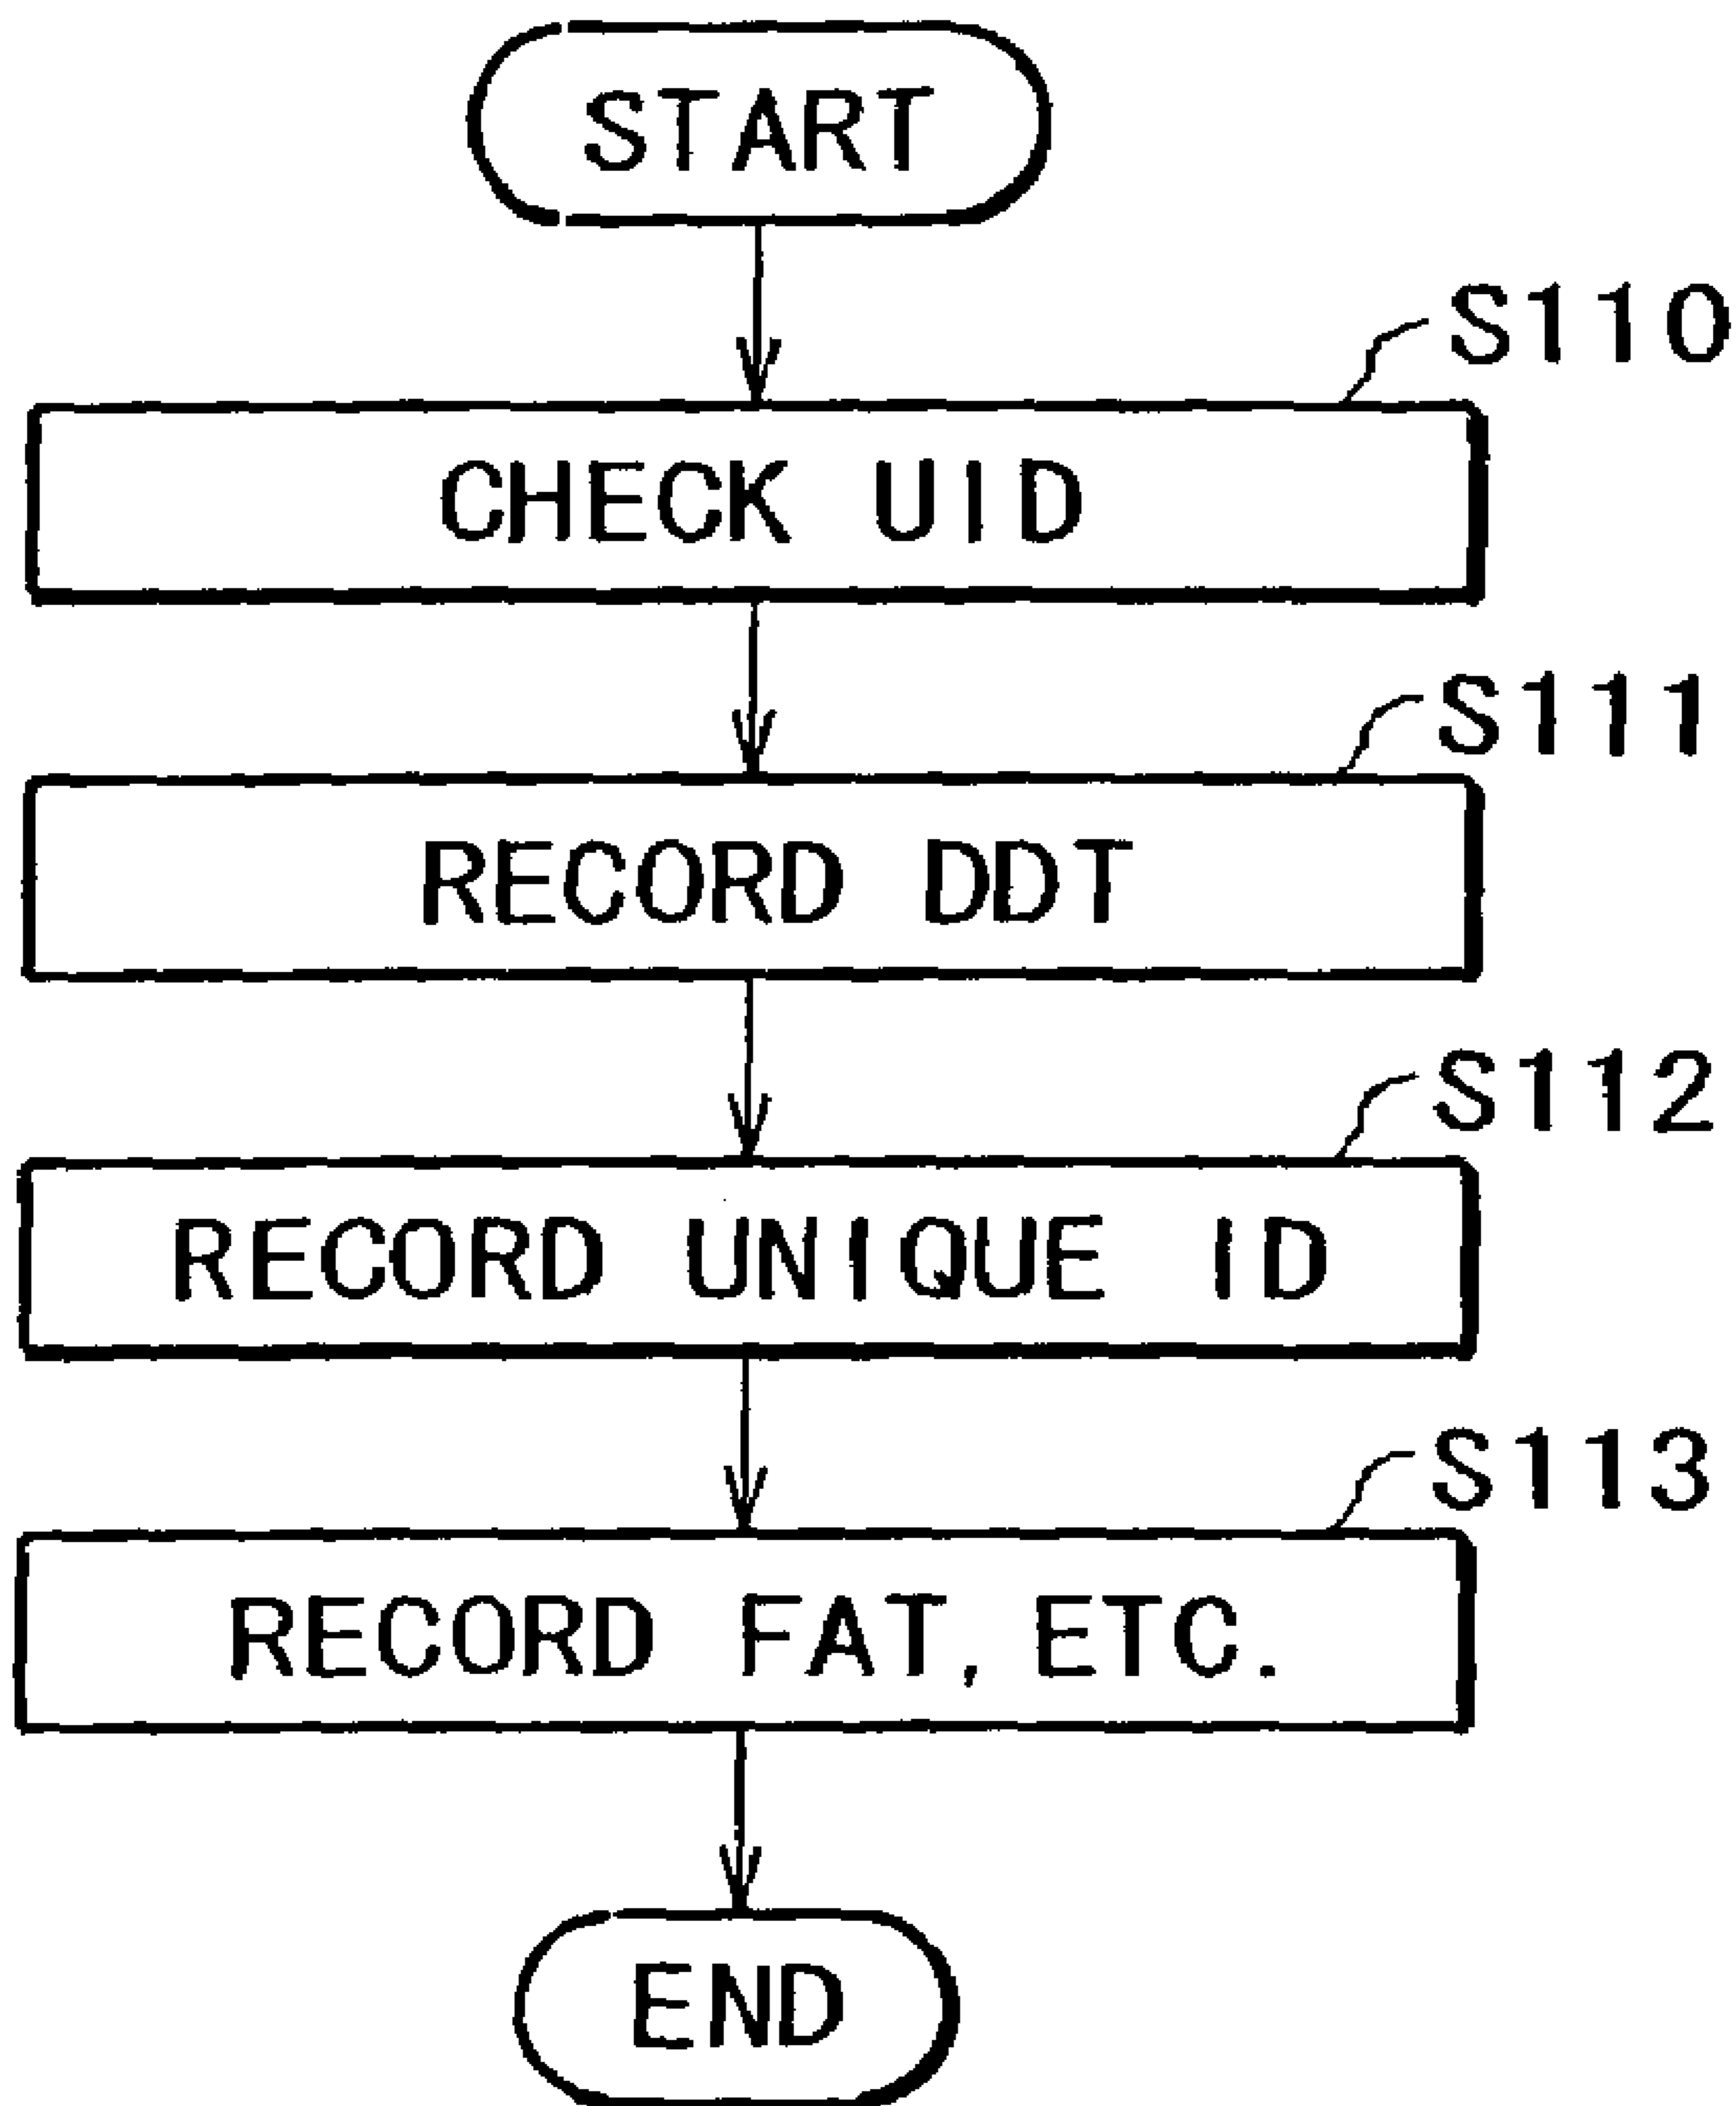 START
S110
CHECK UID
S111
RECORD DDT
S112
RECORD UNIQUE ID
S113
RECORD FAT, ETC.
END